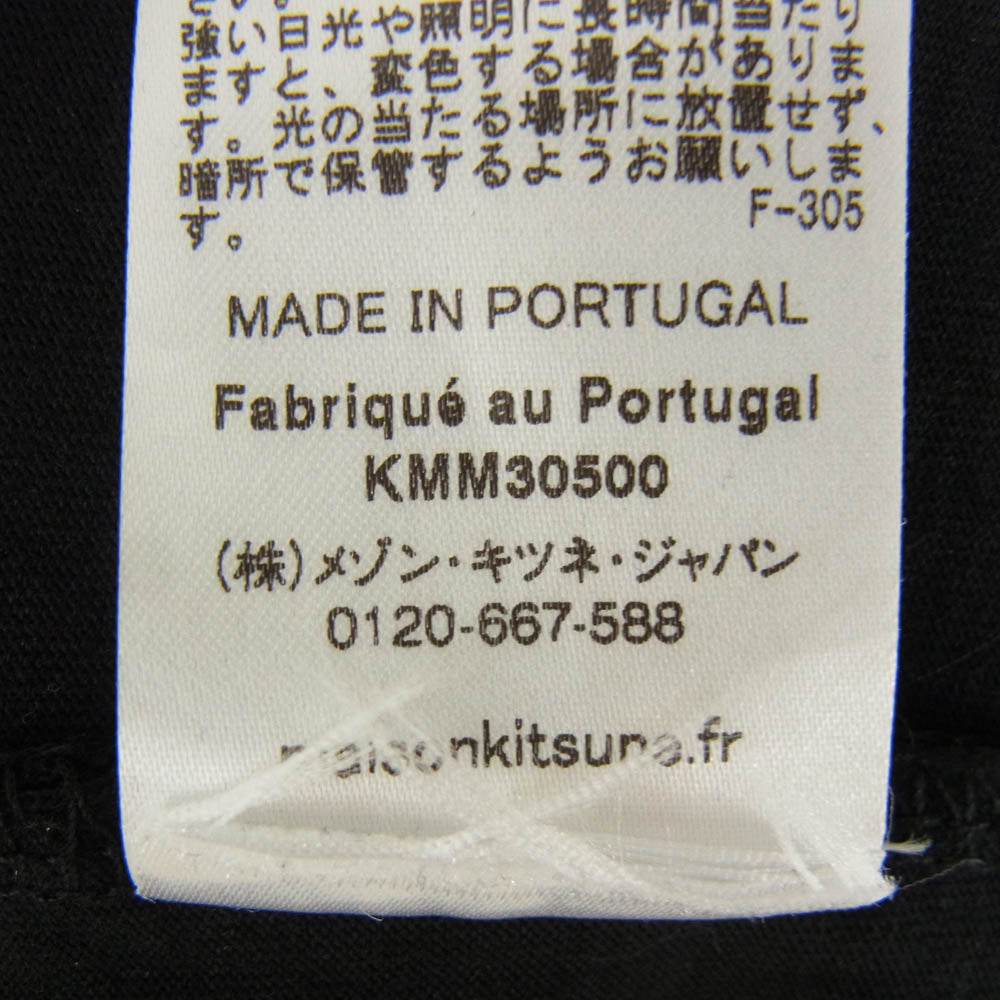 強い日光や照明に長時間当たり
ますと、変色する場合があり
す。光の当たる場所に放置せず、
暗所で保管するようお願いしま
す。
F-305
MADE IN PORTUGAL
Fabriqué au Portugal
KMM30500
(株)メゾン・キツネ・ジャパン
0120-667-588
maisonkitsune.fr